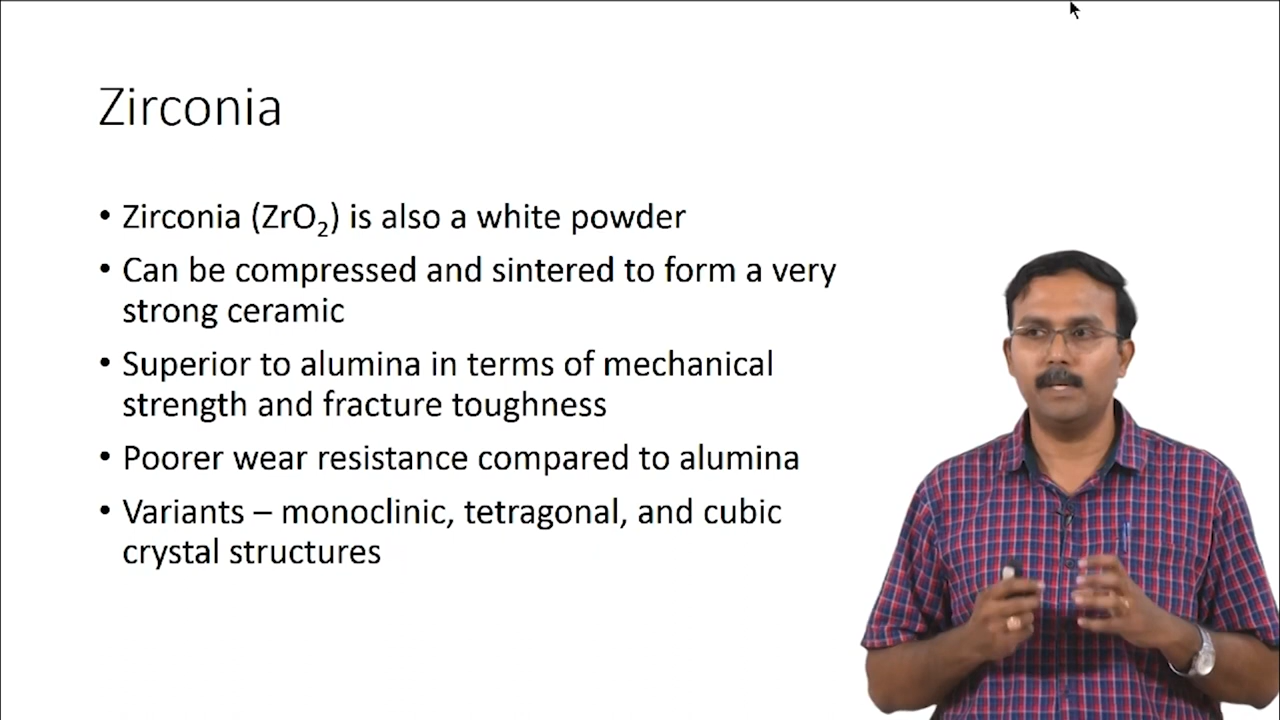 Zirconia
• Zirconia (ZrO₂) is also a white powder
• Can be compressed and sintered to form a very
strong ceramic
• Superior to alumina in terms of mechanical
strength and fracture toughness
• Poorer wear resistance compared to alumina
• Variants – monoclinic, tetragonal, and cubic
crystal structures